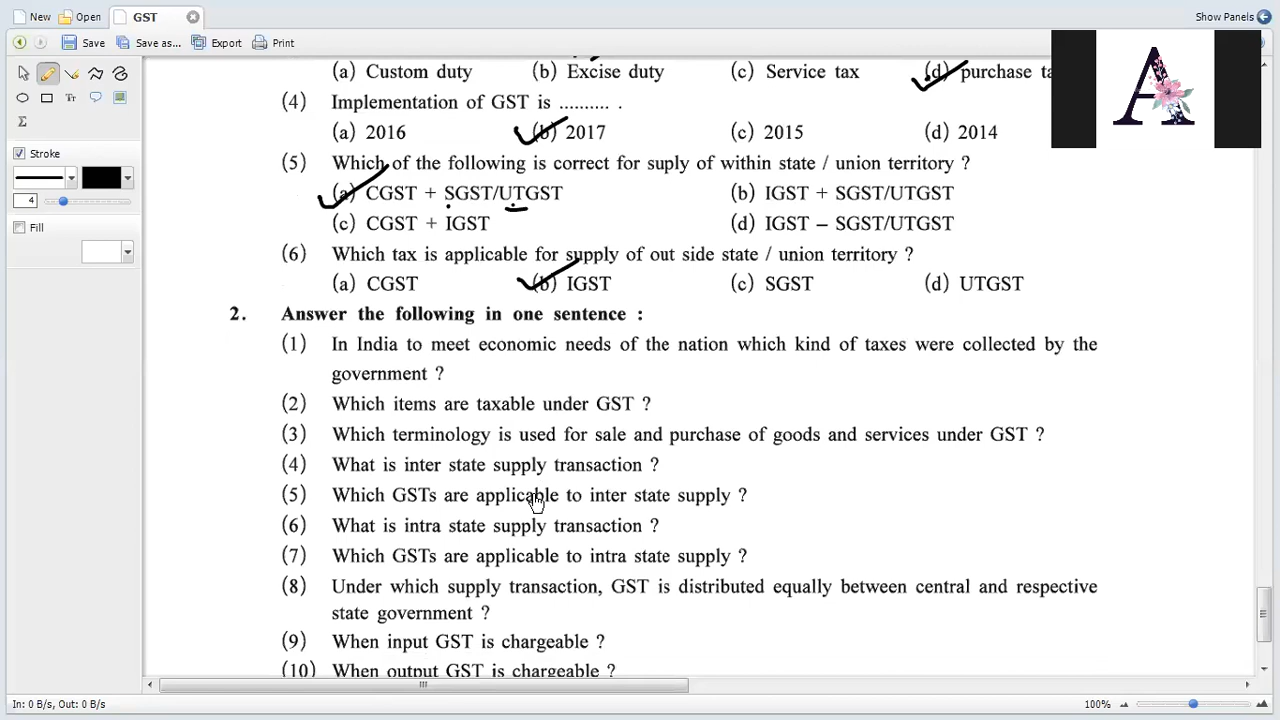 New Open GST Show Panels
Save Save as... Export Print
(a) Custom duty (b) Excise duty (c) Service tax (d) purchase
(4) Implementation of GST is .......... .
(a) 2016 (b) 2017 (c) 2015 (d) 2014
(5) Which of the following is correct for suply of within state / union territory ?
(a) CGST + SGST/UTGST (b) IGST + SGST/UTGST
(c) CGST + IGST (d) IGST – SGST/UTGST
(6) Which tax is applicable for supply of out side state / union territory ?
(a) CGST (b) IGST (c) SGST (d) UTGST
2. Answer the following in one sentence :
(1) In India to meet economic needs of the nation which kind of taxes were collected by the
government ?
(2) Which items are taxable under GST ?
(3) Which terminology is used for sale and purchase of goods and services under GST ?
(4) What is inter state supply transaction ?
(5) Which GSTs are applicable to inter state supply ?
(6) What is intra state supply transaction ?
(7) Which GSTs are applicable to intra state supply ?
(8) Under which supply transaction, GST is distributed equally between central and respective
state government ?
(9) When input GST is chargeable ?
(10) When output GST is chargeable ?
Tr
Σ
Stroke
4
Fill
A
In: 0 B/s, Out: 0 B/s 100%